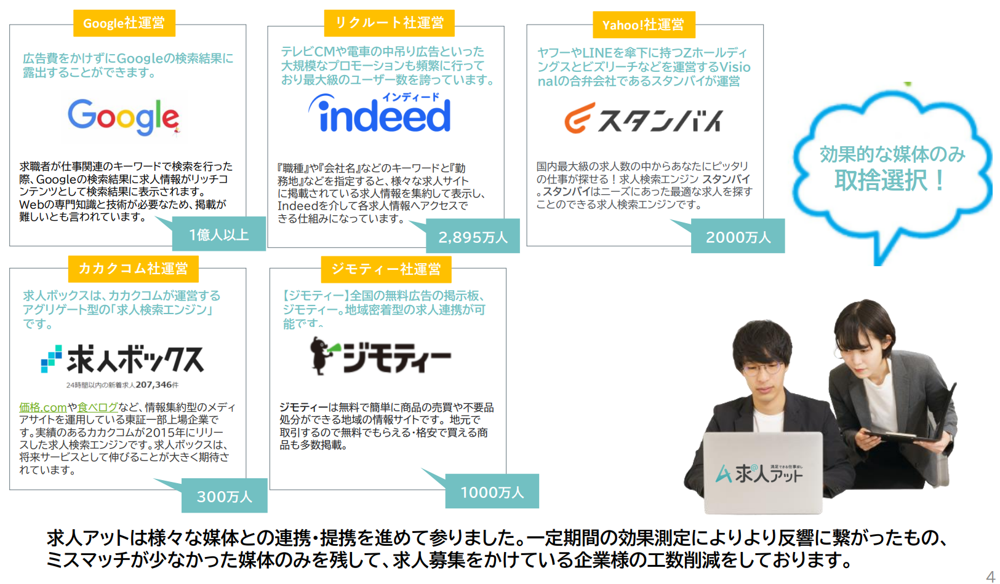 Google社運営
広告費をかけずにGoogleの検索結果に
露出することができます。
Google
求職者が仕事関連のキーワードで検索を行った
際、Googleの検索結果に求人情報がリッチコ
ンテンツとして検索結果に表示されます。
Webの専門知識と技術が必要なため、掲載が
難しいとも言われています。
1億人以上
リクルート社運営
テレビCMや電車の中吊り広告といった
大規模なプロモーションも頻繁に行って
おり最大級のユーザー数を誇っています。
インディード
indeed
『職種』や『会社名』などのキーワードと『勤
務地』などを指定すると、様々な求人サイト
に掲載されている求人情報を集約して表示し、
Indeedを介して各求人情報へアクセスで
きる仕組みになっています。
2,895万人
Yahoo!社運営
ヤフーやLINEを傘下に持つZホールディ
ングスとビズリーチなどを運営するVisio
nalの合弁会社であるスタンバイが運営
スタンバイ
国内最大級の求人数の中からあなたにピッタリ
の仕事が探せる！求人検索エンジン スタンバイ
。スタンバイはニーズにあった最適な求人を探す
ことのできる求人検索エンジンです。
2000万人
効果的な媒体のみ
取捨選択！
カカクコム社運営
求人ボックスは、カカクコムが運営する
アグリゲート型の「求人検索エンジン」
です。
求人ボックス
24時間以内の新着求人207,346件
価格.comや食べログなど、情報集約型のメディ
アサイトを運用している東証一部上場企業で
す。実績のあるカカクコムが2015年にリリー
スした求人検索エンジンです。求人ボックスは、
将来サービスとして伸びることが大きく期待さ
れています。
300万人
ジモティー社運営
【ジモティー】全国の無料広告の掲示板、
ジモティー。地域密着型の求人連携が可
能です。
ジモティー
ジモティーは無料で簡単に商品の売買や不要品
処分ができる地域の情報サイトです。地元で
取引するので無料でもらえる・格安で買える商
品も多数掲載。
1000万人
満足できる仕事探し
求人@アット
求人アットは様々な媒体との連携・提携を進めて参りました。一定期間の効果測定によりより反響に繋がったもの、
ミスマッチが少なかった媒体のみを残して、求人募集をかけている企業様の工数削減をしております。
4